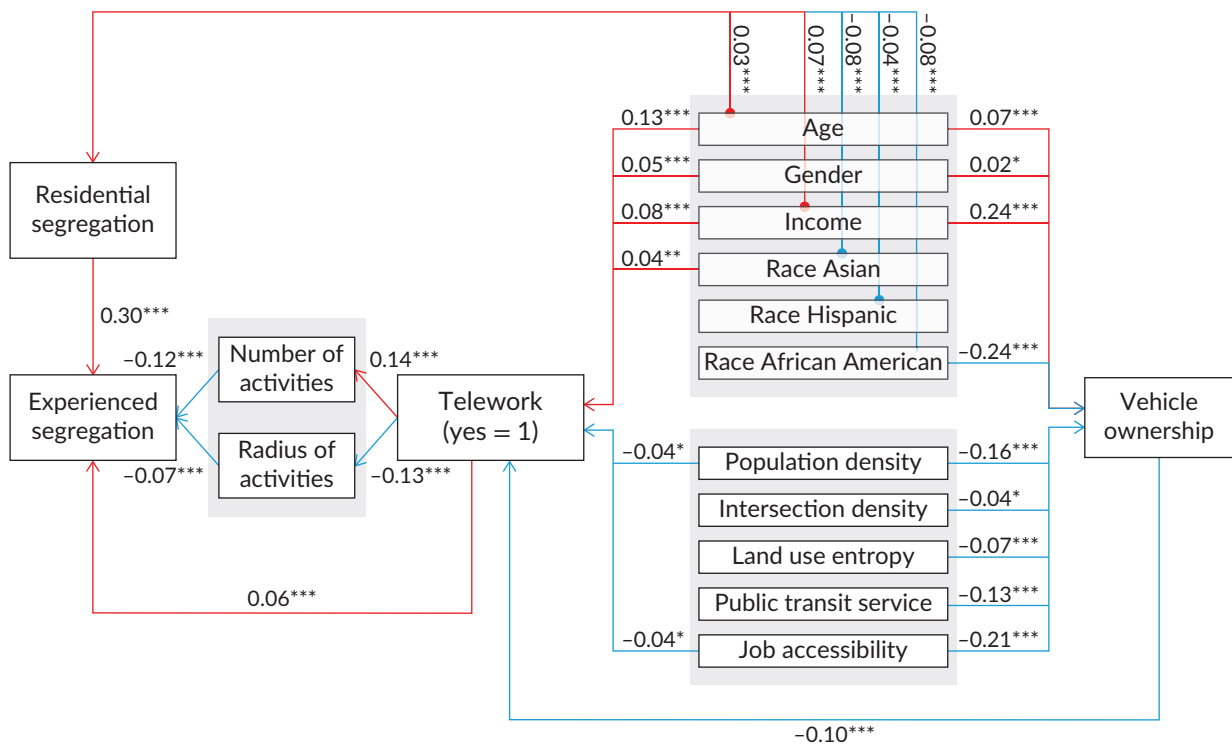 0.03***
0.07***
−0.08***
−0.04***
−0.08***
0.13***
Age
0.07***
0.05***
Gender
0.02*
Residential
segregation
0.08***
Income
0.24***
0.04**
Race Asian
0.30***
Race Hispanic
−0.12***
Number of
activities
0.14***
Race African American
−0.24***
Experienced
segregation
Telework
(yes = 1)
Vehicle
ownership
−0.07***
Radius of
activities
−0.13***
−0.04*
Population density
−0.16***
Intersection density
−0.04*
Land use entropy
−0.07***
0.06***
Public transit service
−0.13***
−0.04*
Job accessibility
−0.21***
−0.10***